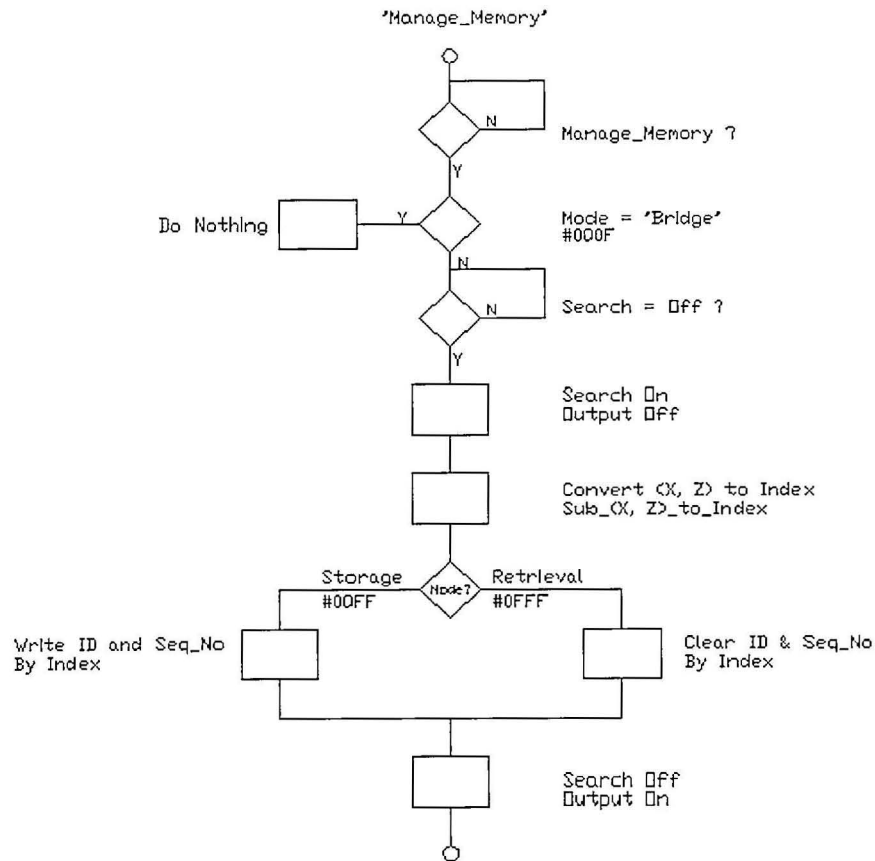 'Manage_Memory'
N
Manage_Memory ?
Y
Do Nothing
Y
Mode = 'Bridge'
#000F
N
N
Search = Off ?
Y
Search On
Output Off
Convert (X, Z) to Index
Sub_(X, Z)_to_Index
Storage
#00FF
Mode?
Retrieval
#0FFF
Write ID and Seq_No
By Index
Clear ID & Seq_No
By Index
Search Off
Output On